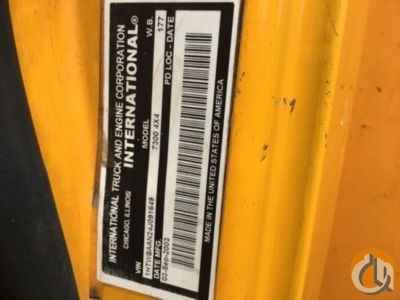 INTERNATIONAL TRUCK AND ENGINE CORPORATION
CHICAGO, ILLINOIS
INTERNATIONAL®
MODEL
W.B.
7300 4X4
177
VIN
DATE MFG.
PD LOC - DATE
MADE IN THE UNITED STATES OF AMERICA